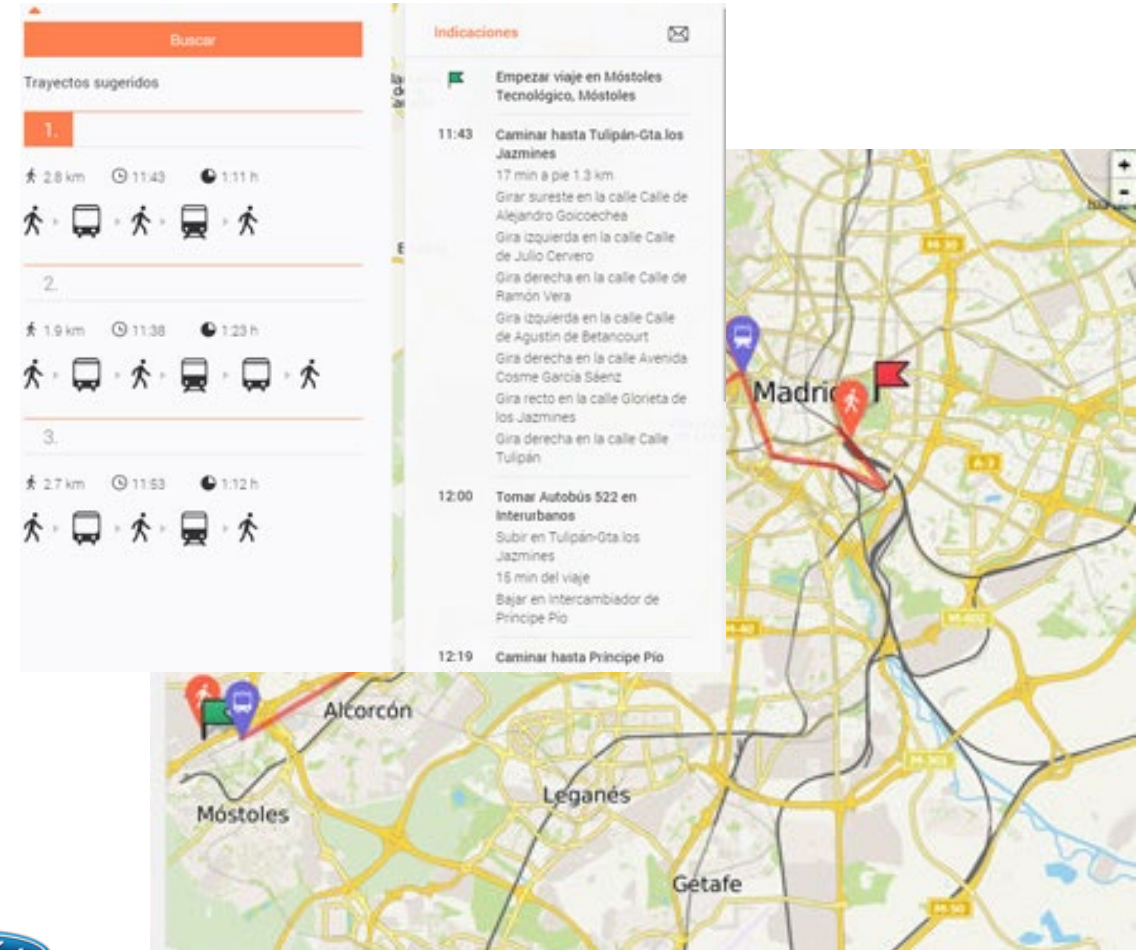 Buscar
Trayectos sugeridos
1.
2.8 km 11:43 1:11 h
2.
1.9 km 11:38 1:23 h
3.
2.7 km 11:53 1:12 h
Indicaciones
Empezar viaje en Móstoles
Tecnológico, Móstoles
11:43 Caminar hasta Tulipán-Gta.los
Jazmines
17 min a pie 1.3 km
Girar sureste en la calle Calle de
Alejandro Goicoechea
Gira izquierda en la calle Calle
de Julio Cervero
Gira derecha en la calle Calle de
Ramón Vera
Gira izquierda en la calle Calle
de Agustin de Betancourt
Gira derecha en la calle Avenida
Cosme García Sáenz
Gira recto en la calle Glorieta de
los Jazmines
Gira derecha en la calle Calle
Tulipán
12:00 Tomar Autobús 522 en
Interurbanos
Subir en Tulipán-Gta.los
Jazmines
15 min del viaje
Bajar en Intercambiador de
Príncipe Pío
12:19 Caminar hasta Príncipe Pío
+
-
M-30
Madrid
A-3
M-40
M-602
Alcorcón
M-301
Leganés
Móstoles
Getafe
M-50